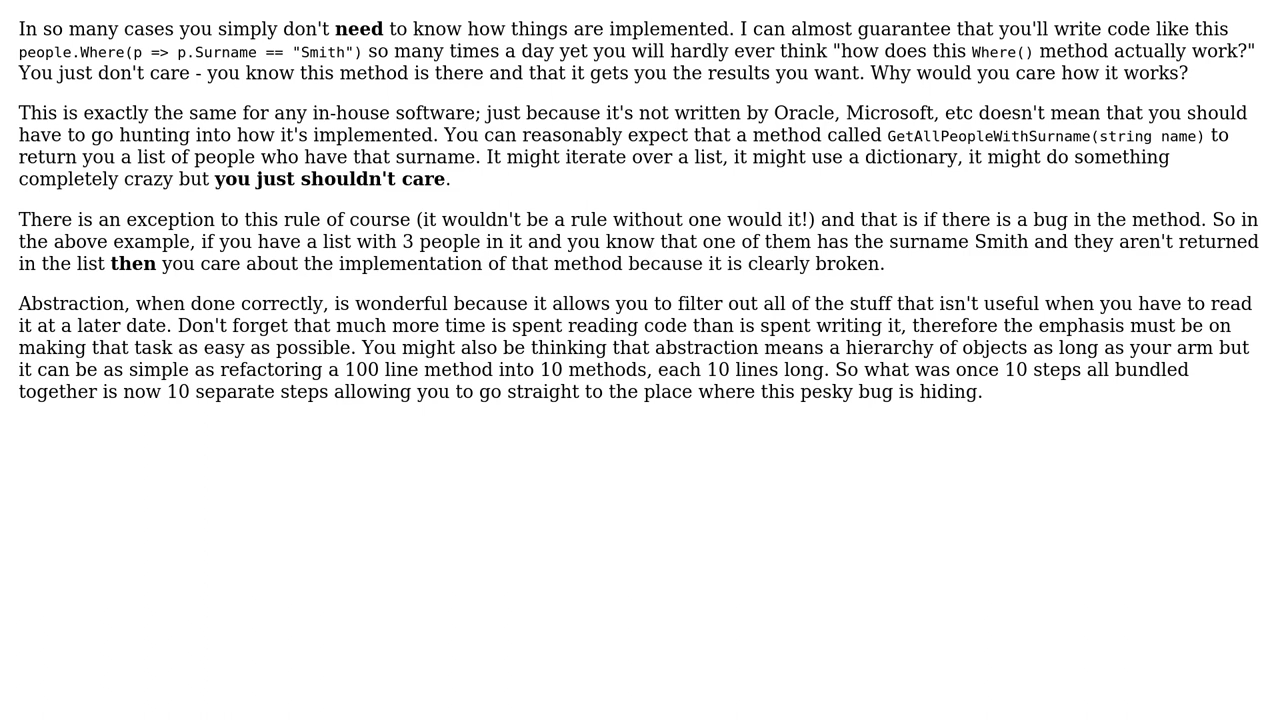 In so many cases you simply don't need to know how things are implemented. I can almost guarantee that you'll write code like this
people.Where(p => p.Surname == "Smith") so many times a day yet you will hardly ever think "how does this Where() method actually work?"
You just don't care - you know this method is there and that it gets you the results you want. Why would you care how it works?
This is exactly the same for any in-house software; just because it's not written by Oracle, Microsoft, etc doesn't mean that you should
have to go hunting into how it's implemented. You can reasonably expect that a method called GetAllPeopleWithSurname(string name) to
return you a list of people who have that surname. It might iterate over a list, it might use a dictionary, it might do something
completely crazy but you just shouldn't care.
There is an exception to this rule of course (it wouldn't be a rule without one would it!) and that is if there is a bug in the method. So in
the above example, if you have a list with 3 people in it and you know that one of them has the surname Smith and they aren't returned
in the list then you care about the implementation of that method because it is clearly broken.
Abstraction, when done correctly, is wonderful because it allows you to filter out all of the stuff that isn't useful when you have to read
it at a later date. Don't forget that much more time is spent reading code than is spent writing it, therefore the emphasis must be on
making that task as easy as possible. You might also be thinking that abstraction means a hierarchy of objects as long as your arm but
it can be as simple as refactoring a 100 line method into 10 methods, each 10 lines long. So what was once 10 steps all bundled
together is now 10 separate steps allowing you to go straight to the place where this pesky bug is hiding.